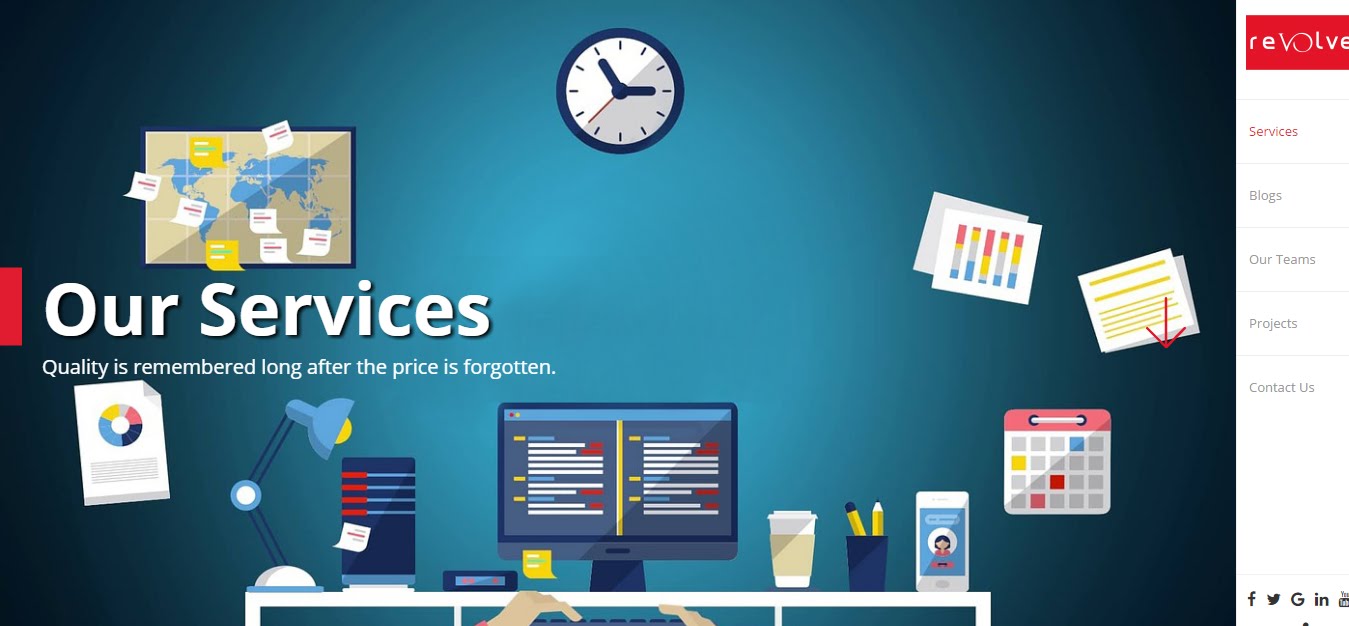 reVOlve
Services
Blogs
Our Teams
Projects
Contact Us
Our Services
Quality is remembered long after the price is forgotten.